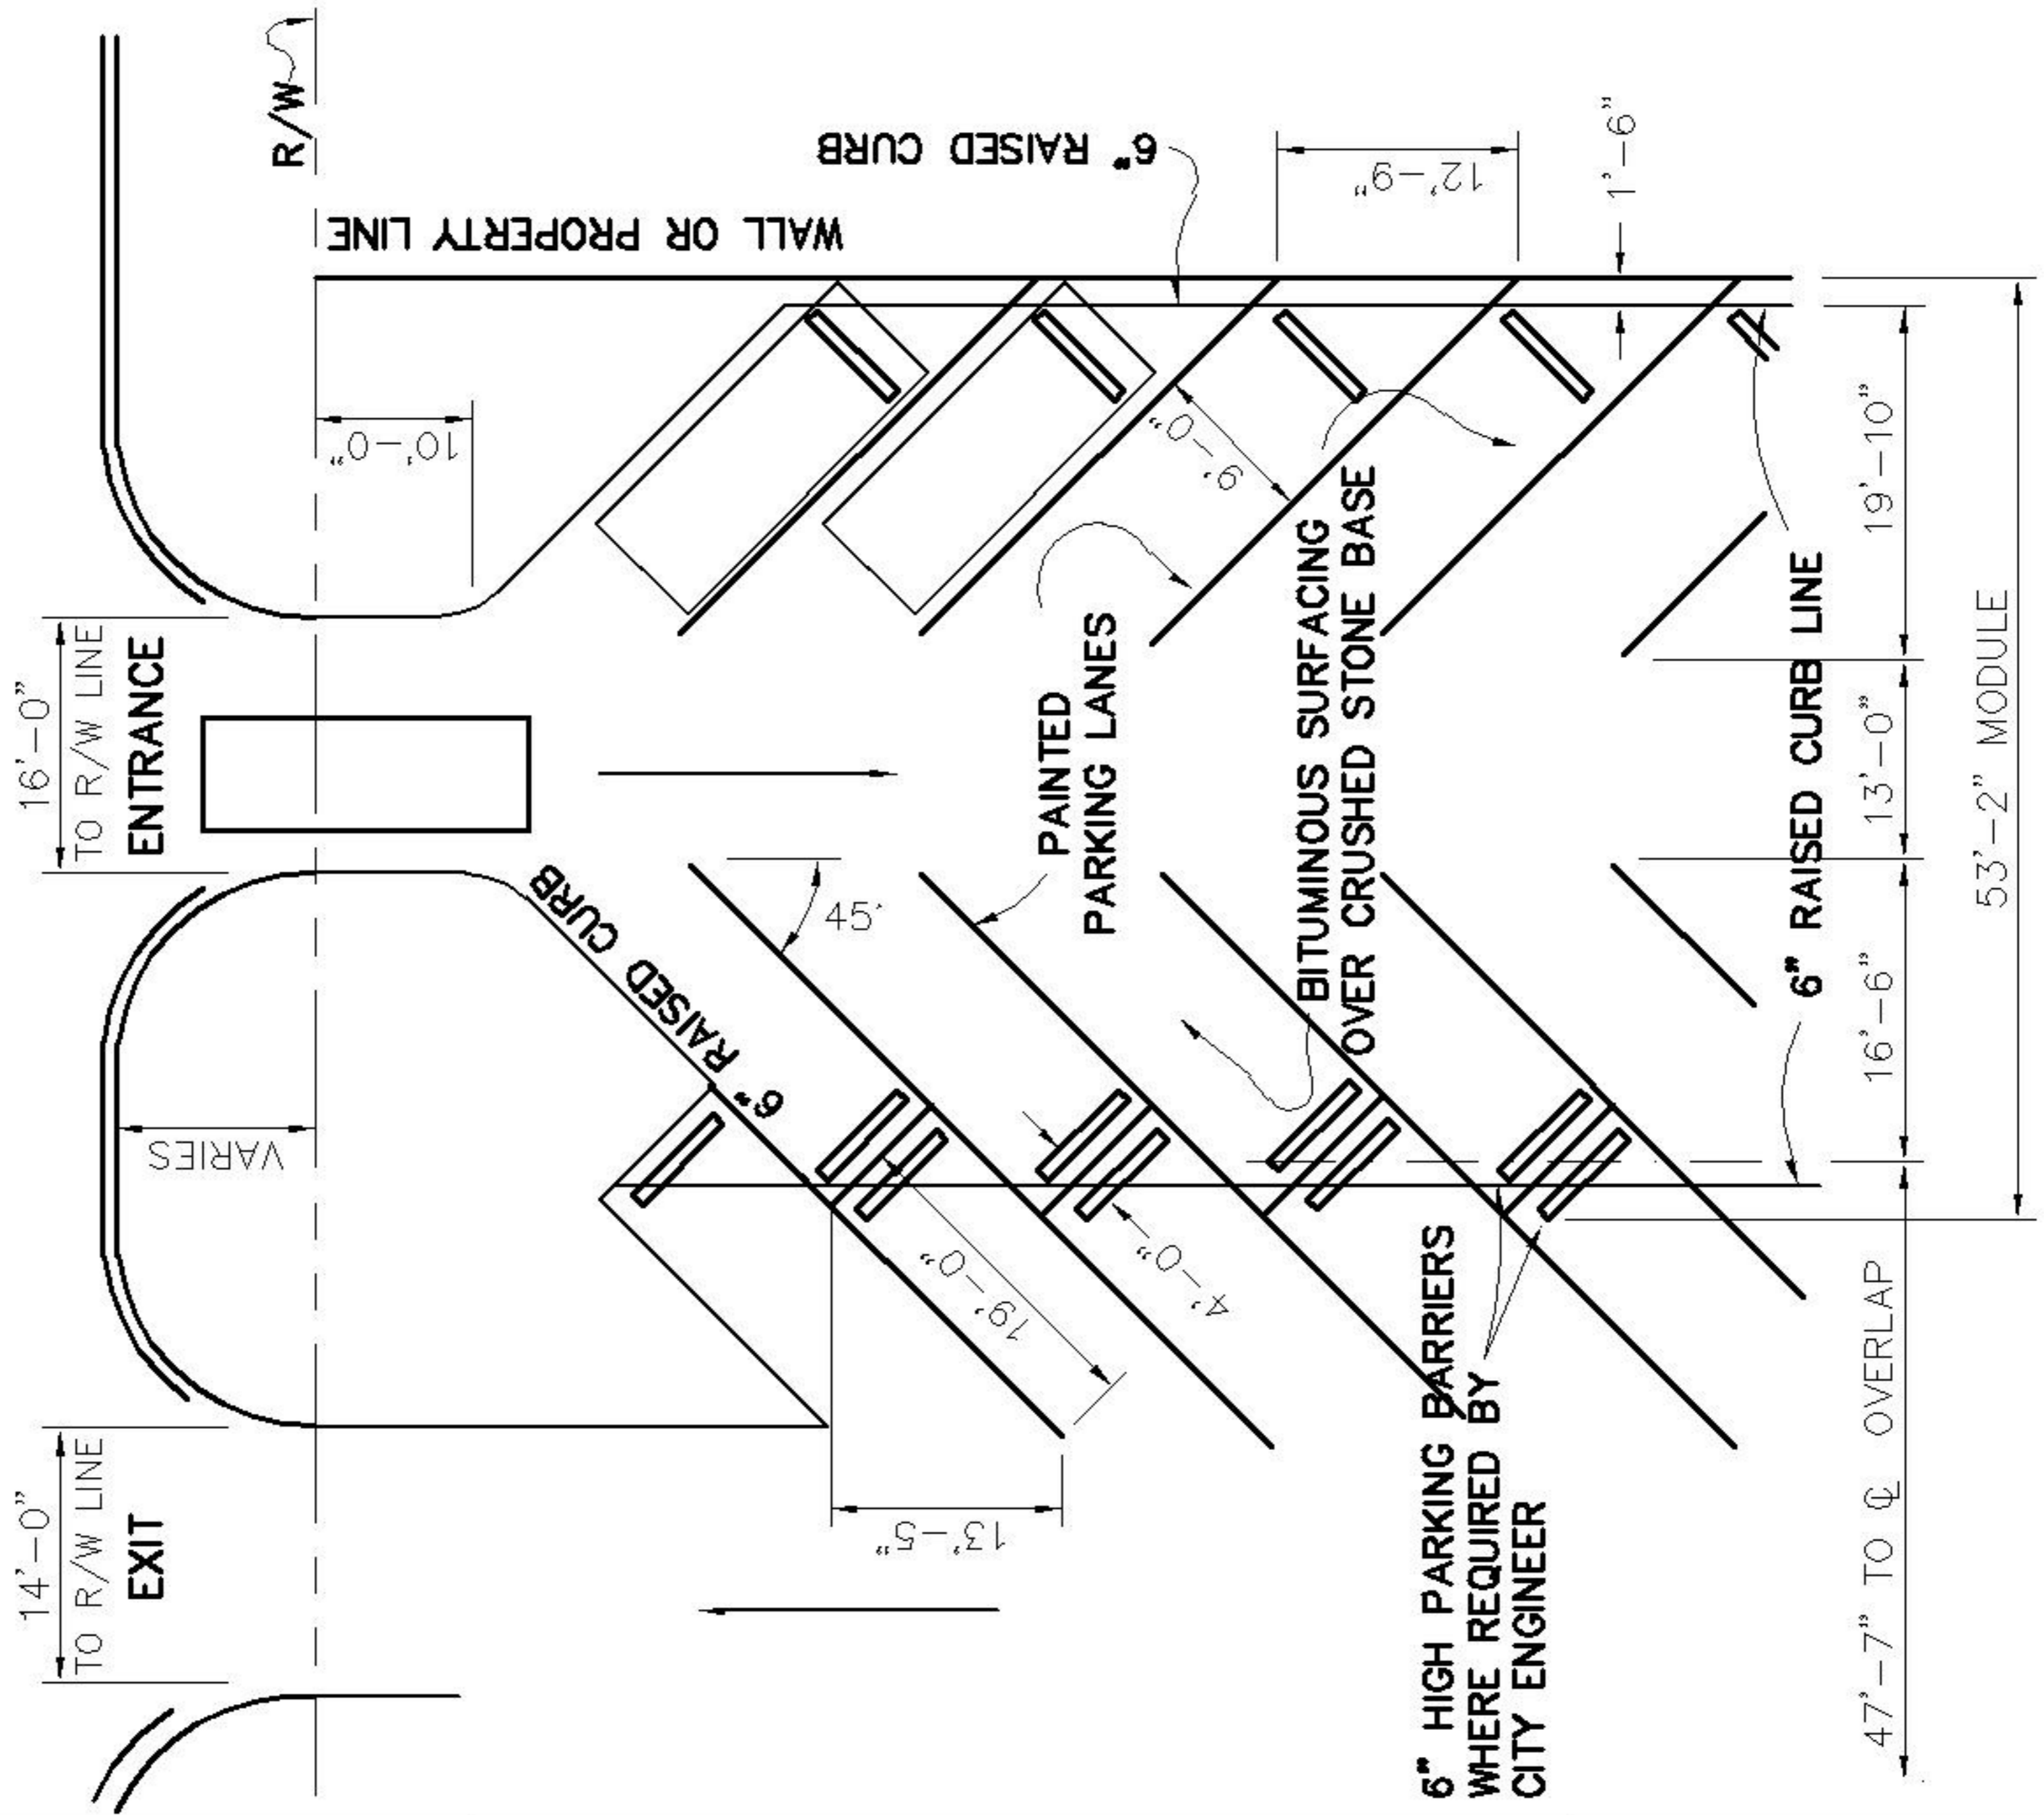 R/W
16'-0"
TO R/W LINE
ENTRANCE
14'-0"
TO R/W LINE
EXIT
VARIES
10'-0"
WALL OR PROPERTY LINE
6" RAISED CURB
12'-9"
1'-6"
9'-0"
6" RAISED CURB
45°
PAINTED
PARKING LANES
BITUMINOUS SURFACING
OVER CRUSHED STONE BASE
19'-0"
4'-0"
13'-5"
6" HIGH PARKING BARRIERS
WHERE REQUIRED BY
CITY ENGINEER
6" RAISED CURB LINE
19'-10"
13'-0"
16'-6"
47'-7" TO ℄ OVERLAP
53'-2" MODULE